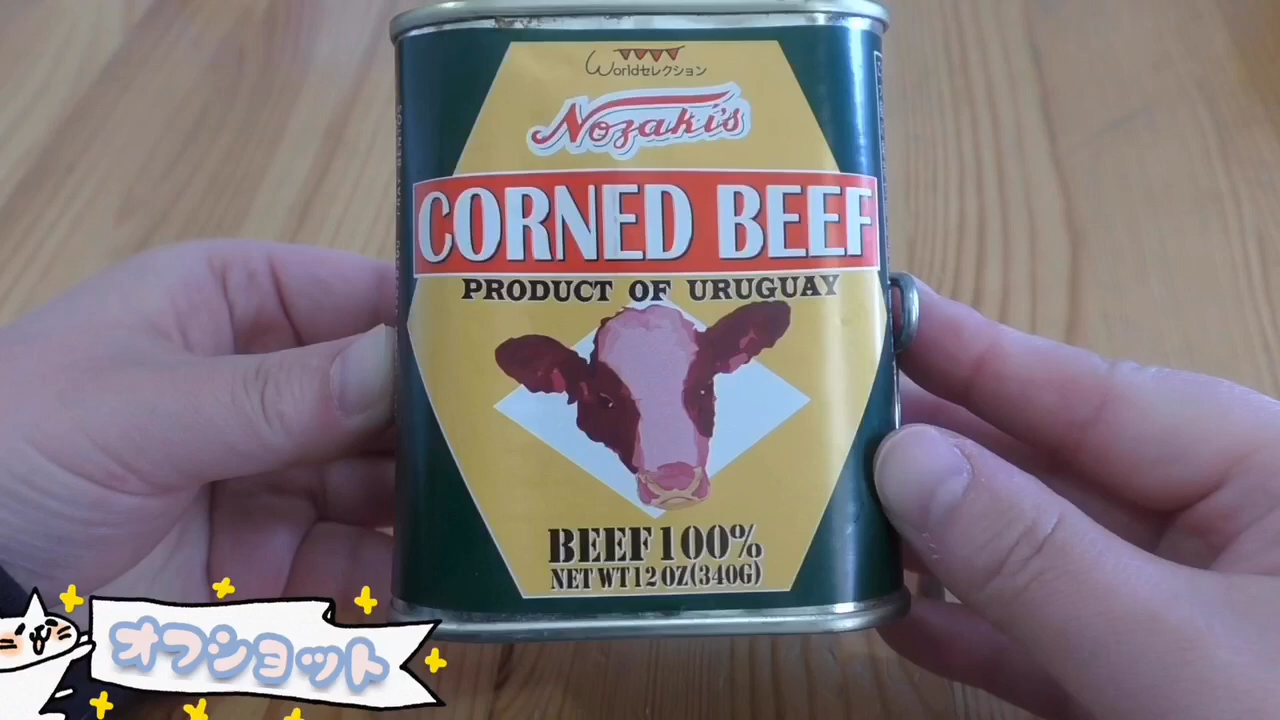 Worldセレクション
Nozaki's
CORNED BEEF
PRODUCT OF URUGUAY
BEEF 100%
NET WT 12 OZ(340G)
オフショット